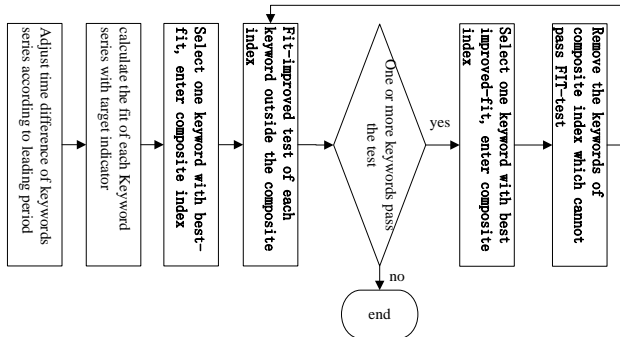 Adjust time difference of keywords
series according to leading period
calculate the fit of each Keyword
series with target indicator
Select one keyword with best-
fit, enter composite index
Fit-improved test of each
keyword outside the composite
index
One or more keywords pass
the test
yes
no
end
Select one keyword with best
improved-fit, enter composite
index
Remove the keywords of
composite index which cannot
pass FIT-test